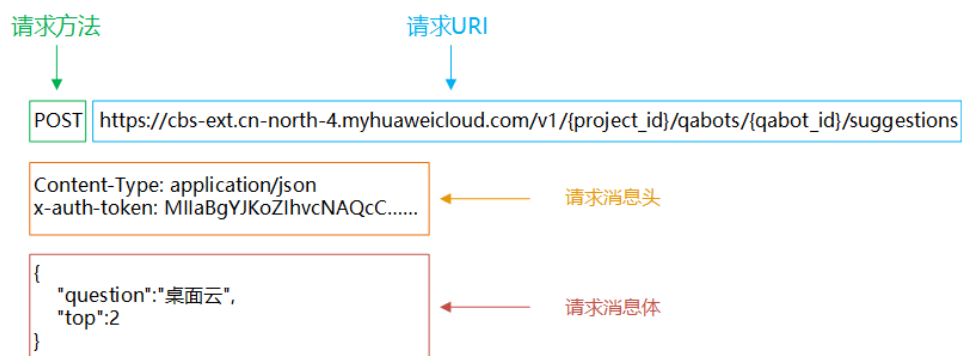 请求方法
请求URI
POST https://cbs-ext.cn-north-4.myhuaweicloud.com/v1/{project_id}/qabots/{qabot_id}/suggestions
Content-Type: application/json
x-auth-token: MIIaBgYJKoZIhvcNAQcC......
请求消息头
{
"question":"桌面云",
"top":2
}
请求消息体